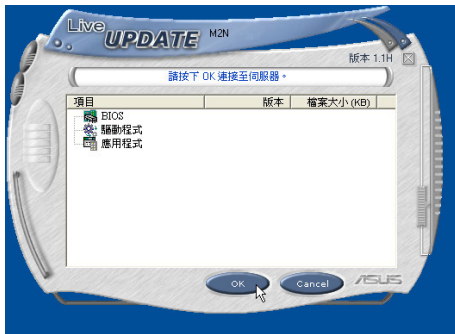 Live UPDATE M2N
版本 1.1H
請按下 OK 連接至伺服器。
項目 版本 檔案大小 (KB)
BIOS
驅動程式
應用程式
OK Cancel ASUS